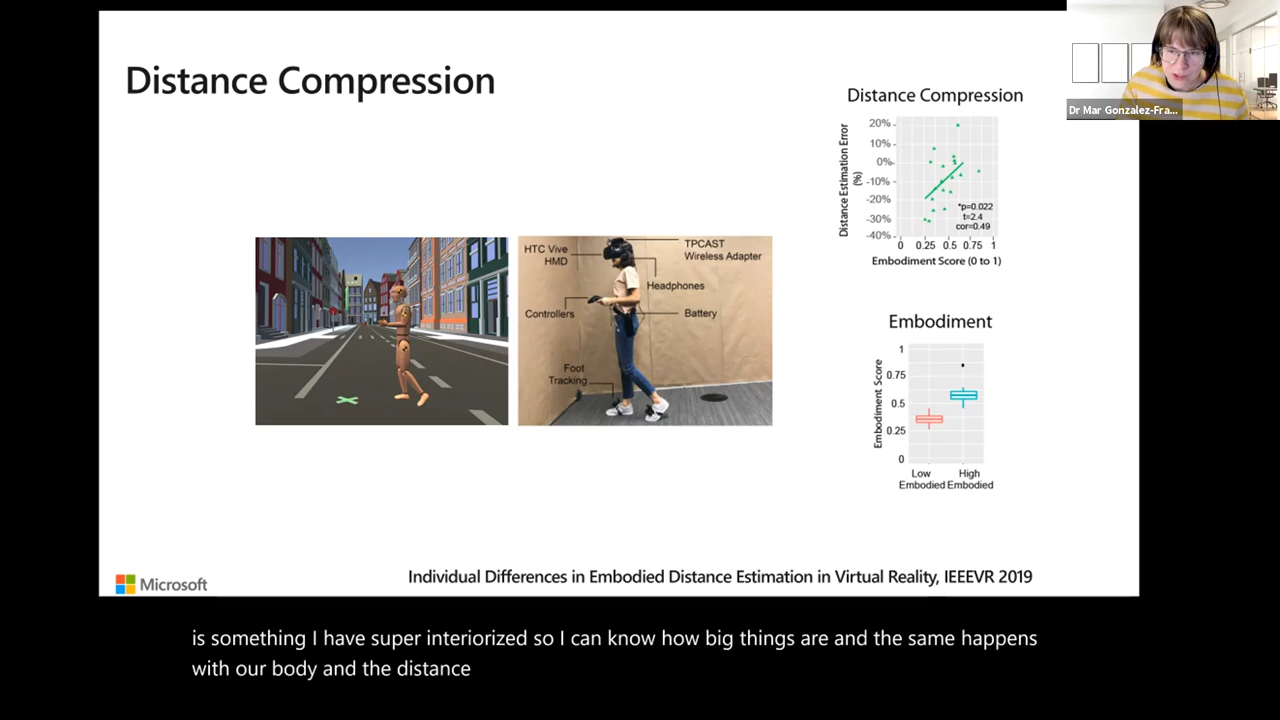 Distance Compression
Dr Mar Gonzalez-Fra...
Distance Compression
Distance Estimation Error
(%)
20%
10%
0%
-10%
-20%
-30%
-40%
*p=0.022
t=2.4
cor=0.49
0 0.25 0.5 0.75 1
Embodiment Score (0 to 1)
HTC Vive
HMD
TPCAST
Wireless Adapter
Headphones
Controllers
Battery
Foot
Tracking
Embodiment
Embodiment Score
1
0.75
0.5
0.25
0
Low
Embodied
High
Embodied
Microsoft
Individual Differences in Embodied Distance Estimation in Virtual Reality, IEEEVR 2019
is something I have super interiorized so I can know how big things are and the same happens
with our body and the distance